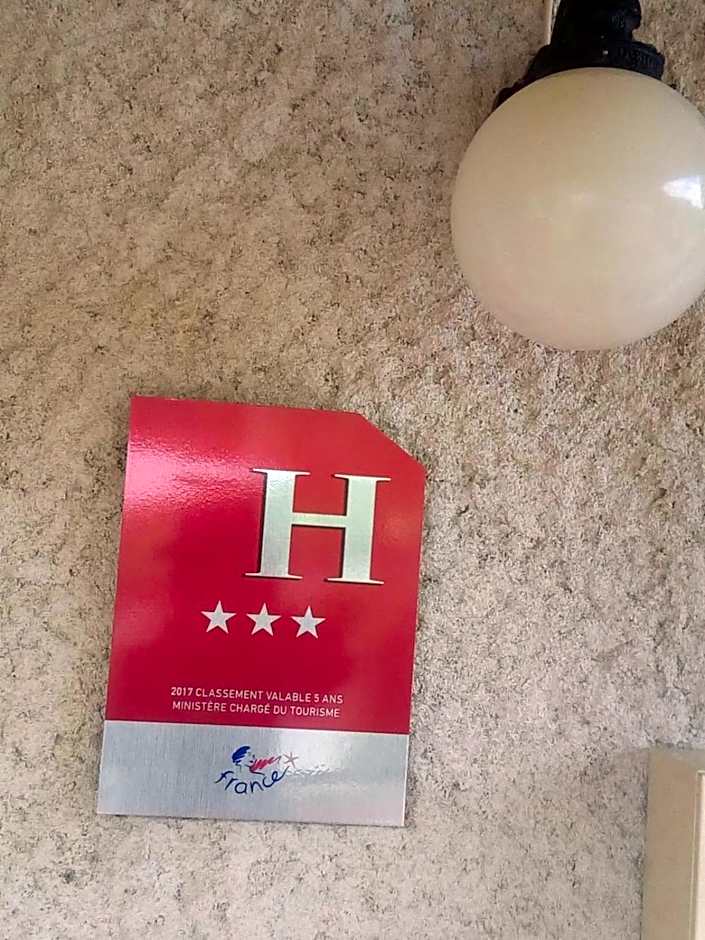 H
2017 CLASSEMENT VALABLE 5 ANS
MINISTÈRE CHARGÉ DU TOURISME
france